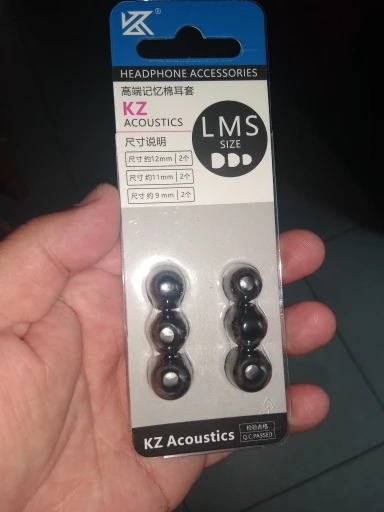 KZ®
HEADPHONE ACCESSORIES
高端记忆棉耳套
KZ
ACOUSTICS
LMS
SIZE
尺寸说明
尺寸 约12mm 2个
尺寸 约11mm 2个
尺寸 约 9 mm 2个
KZ Acoustics
检验合格
Q.C.PASSED